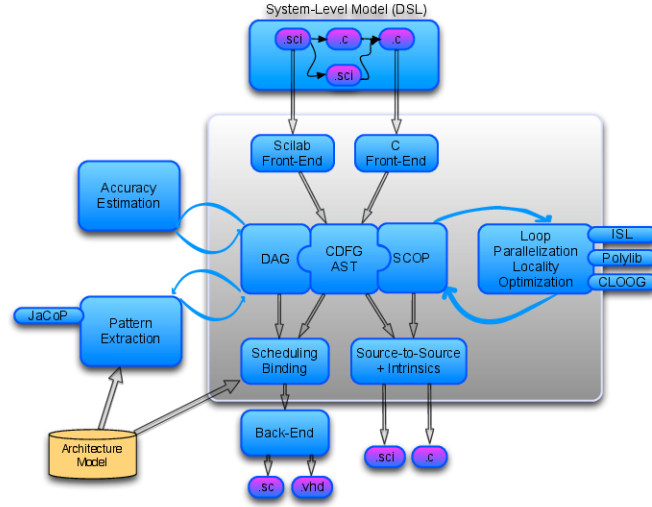 System-Level Model (DSL)
.sci
.c
.c
.sci
Scilab
Front-End
C
Front-End
Accuracy
Estimation
DAG
CDFG
AST
SCOP
Loop
Parallelization
Locality
Optimization
ISL
Polylib
CLOOG
JaCoP
Pattern
Extraction
Scheduling
Binding
Source-to-Source
+ Intrinsics
Architecture
Model
Back-End
.sci
.c
.sc
.vhd